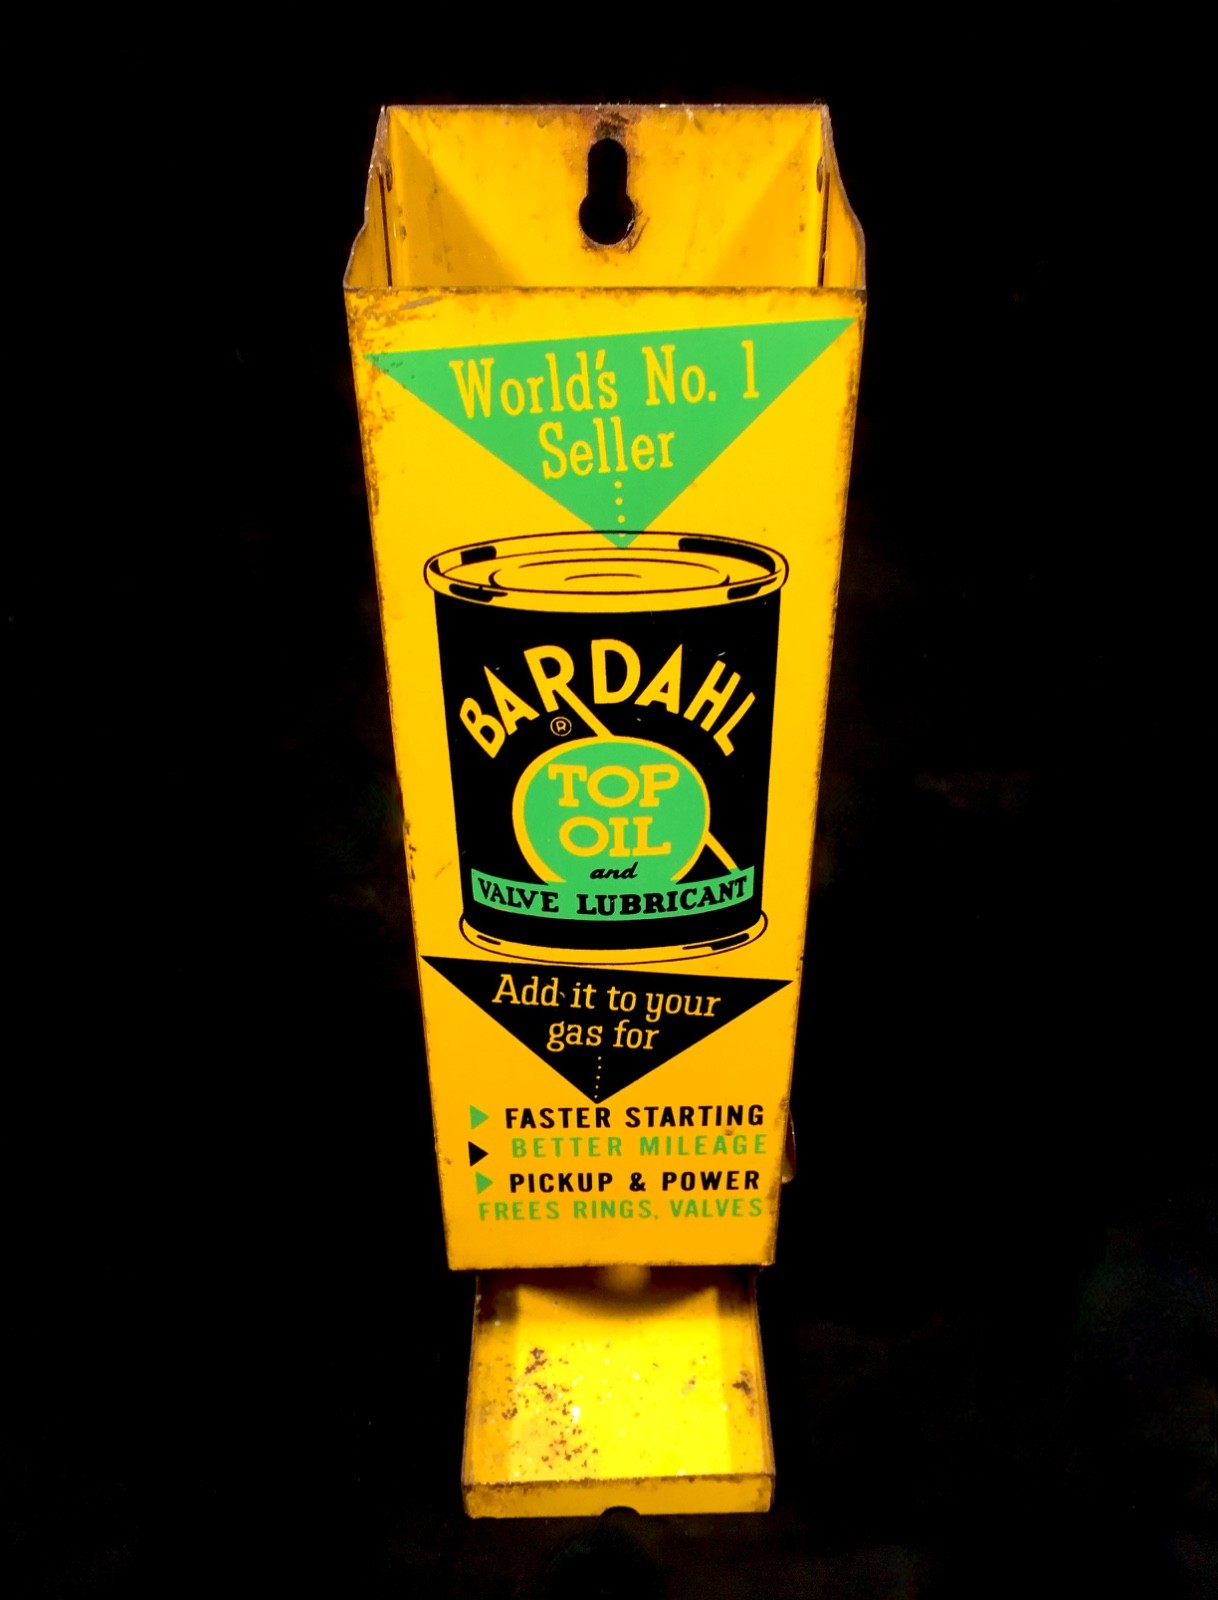 World's No. 1
Seller
BARDAHL
®
TOP
OIL
and
VALVE LUBRICANT
Add it to your
gas for
FASTER STARTING
BETTER MILEAGE
PICKUP & POWER
FREES RINGS, VALVES